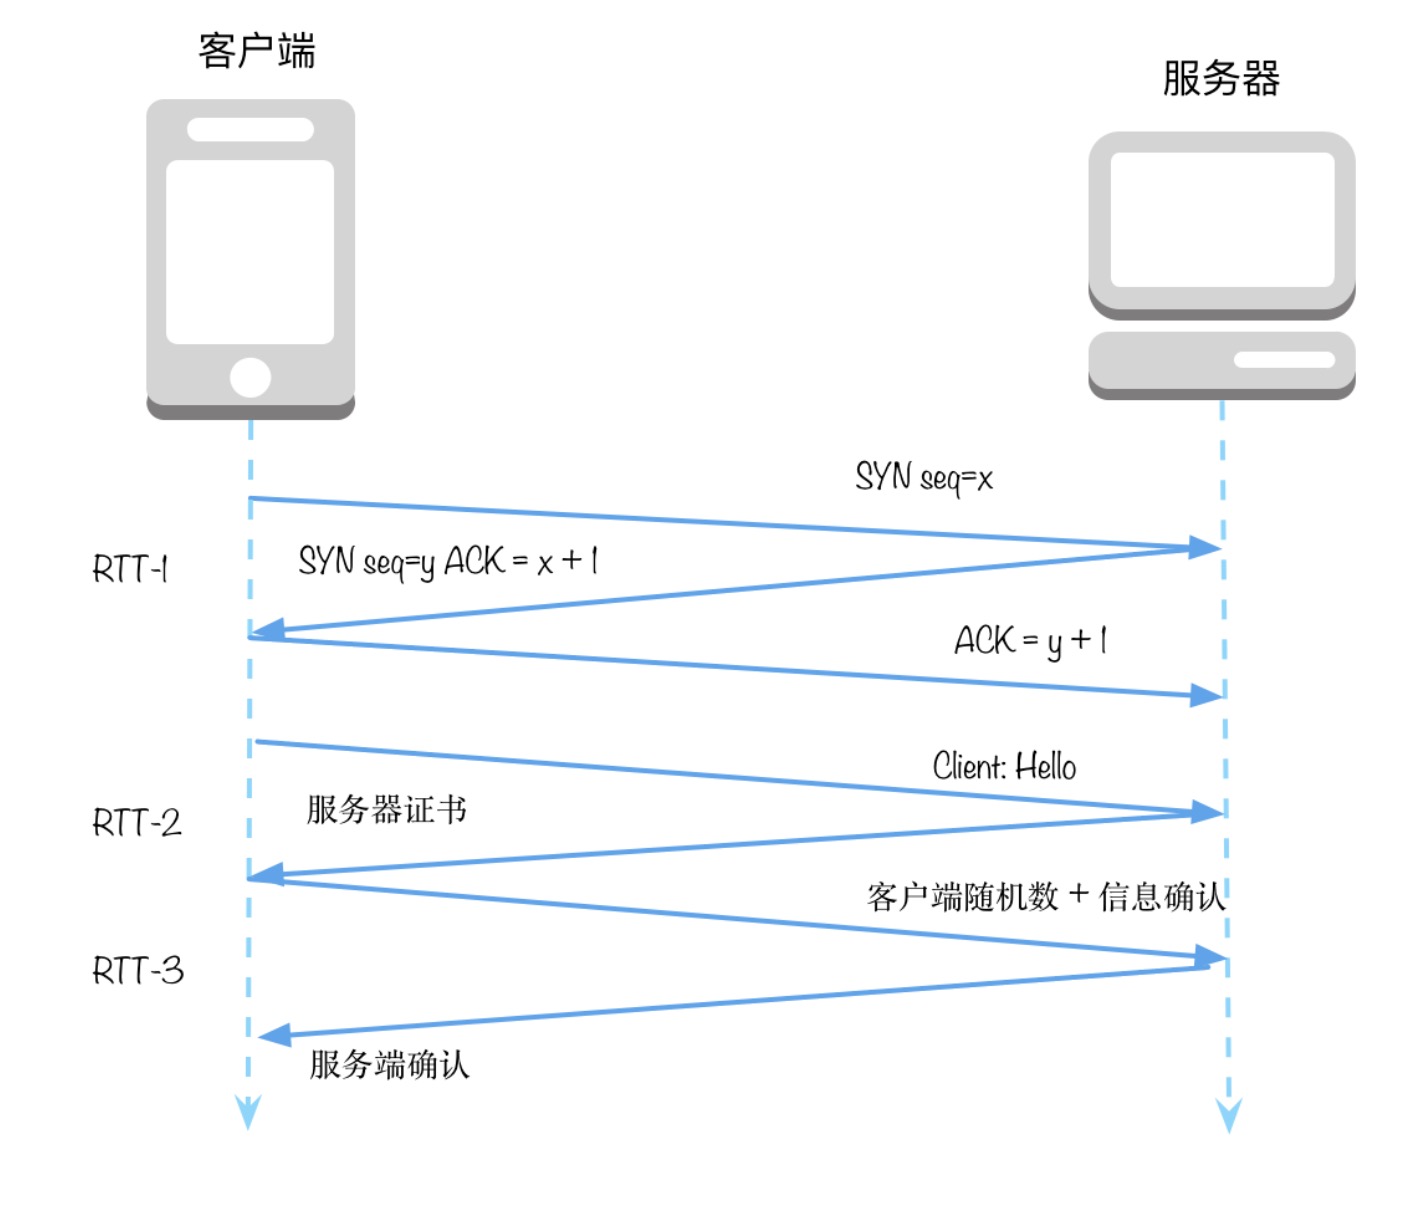 客户端
服务器
SYN seq=x
RTT-1
SYN seq=y ACK = x + 1
ACK = y + 1
Client: Hello
RTT-2
服务器证书
客户端随机数 + 信息确认
RTT-3
服务端确认